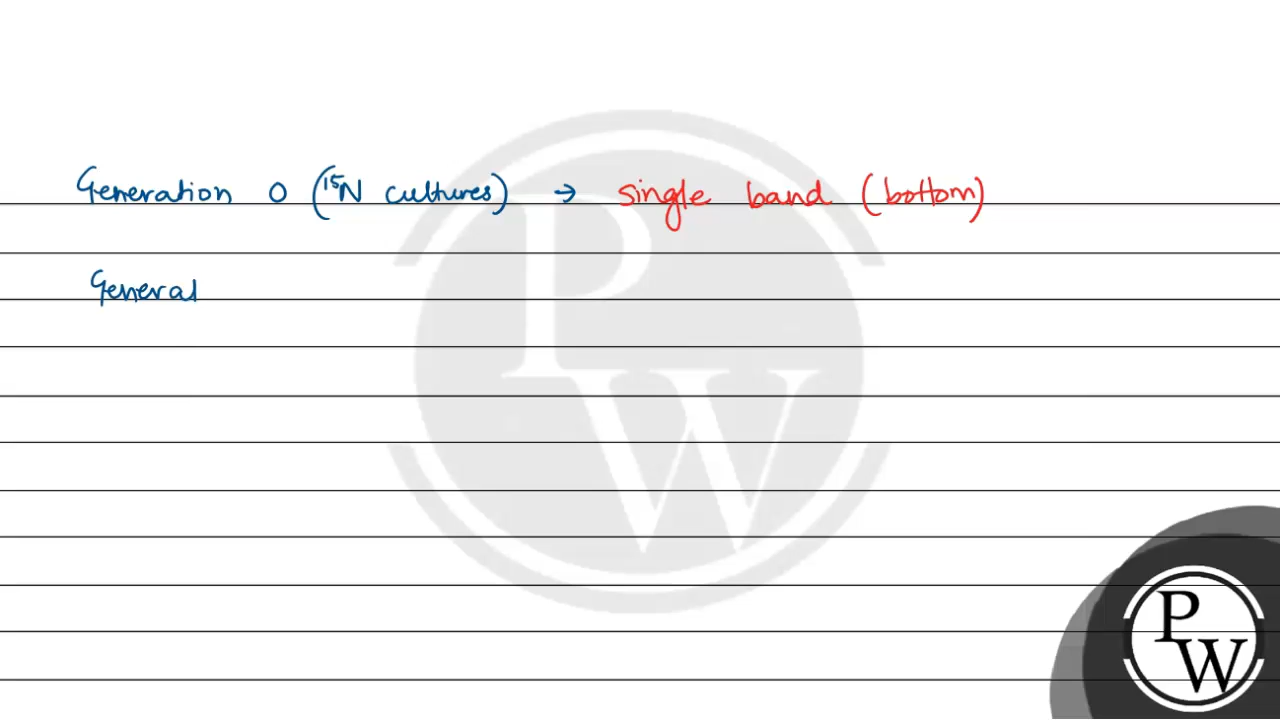 Generation 0 (¹⁵N cultures) → single band (bottom)
General
P
W
P
W